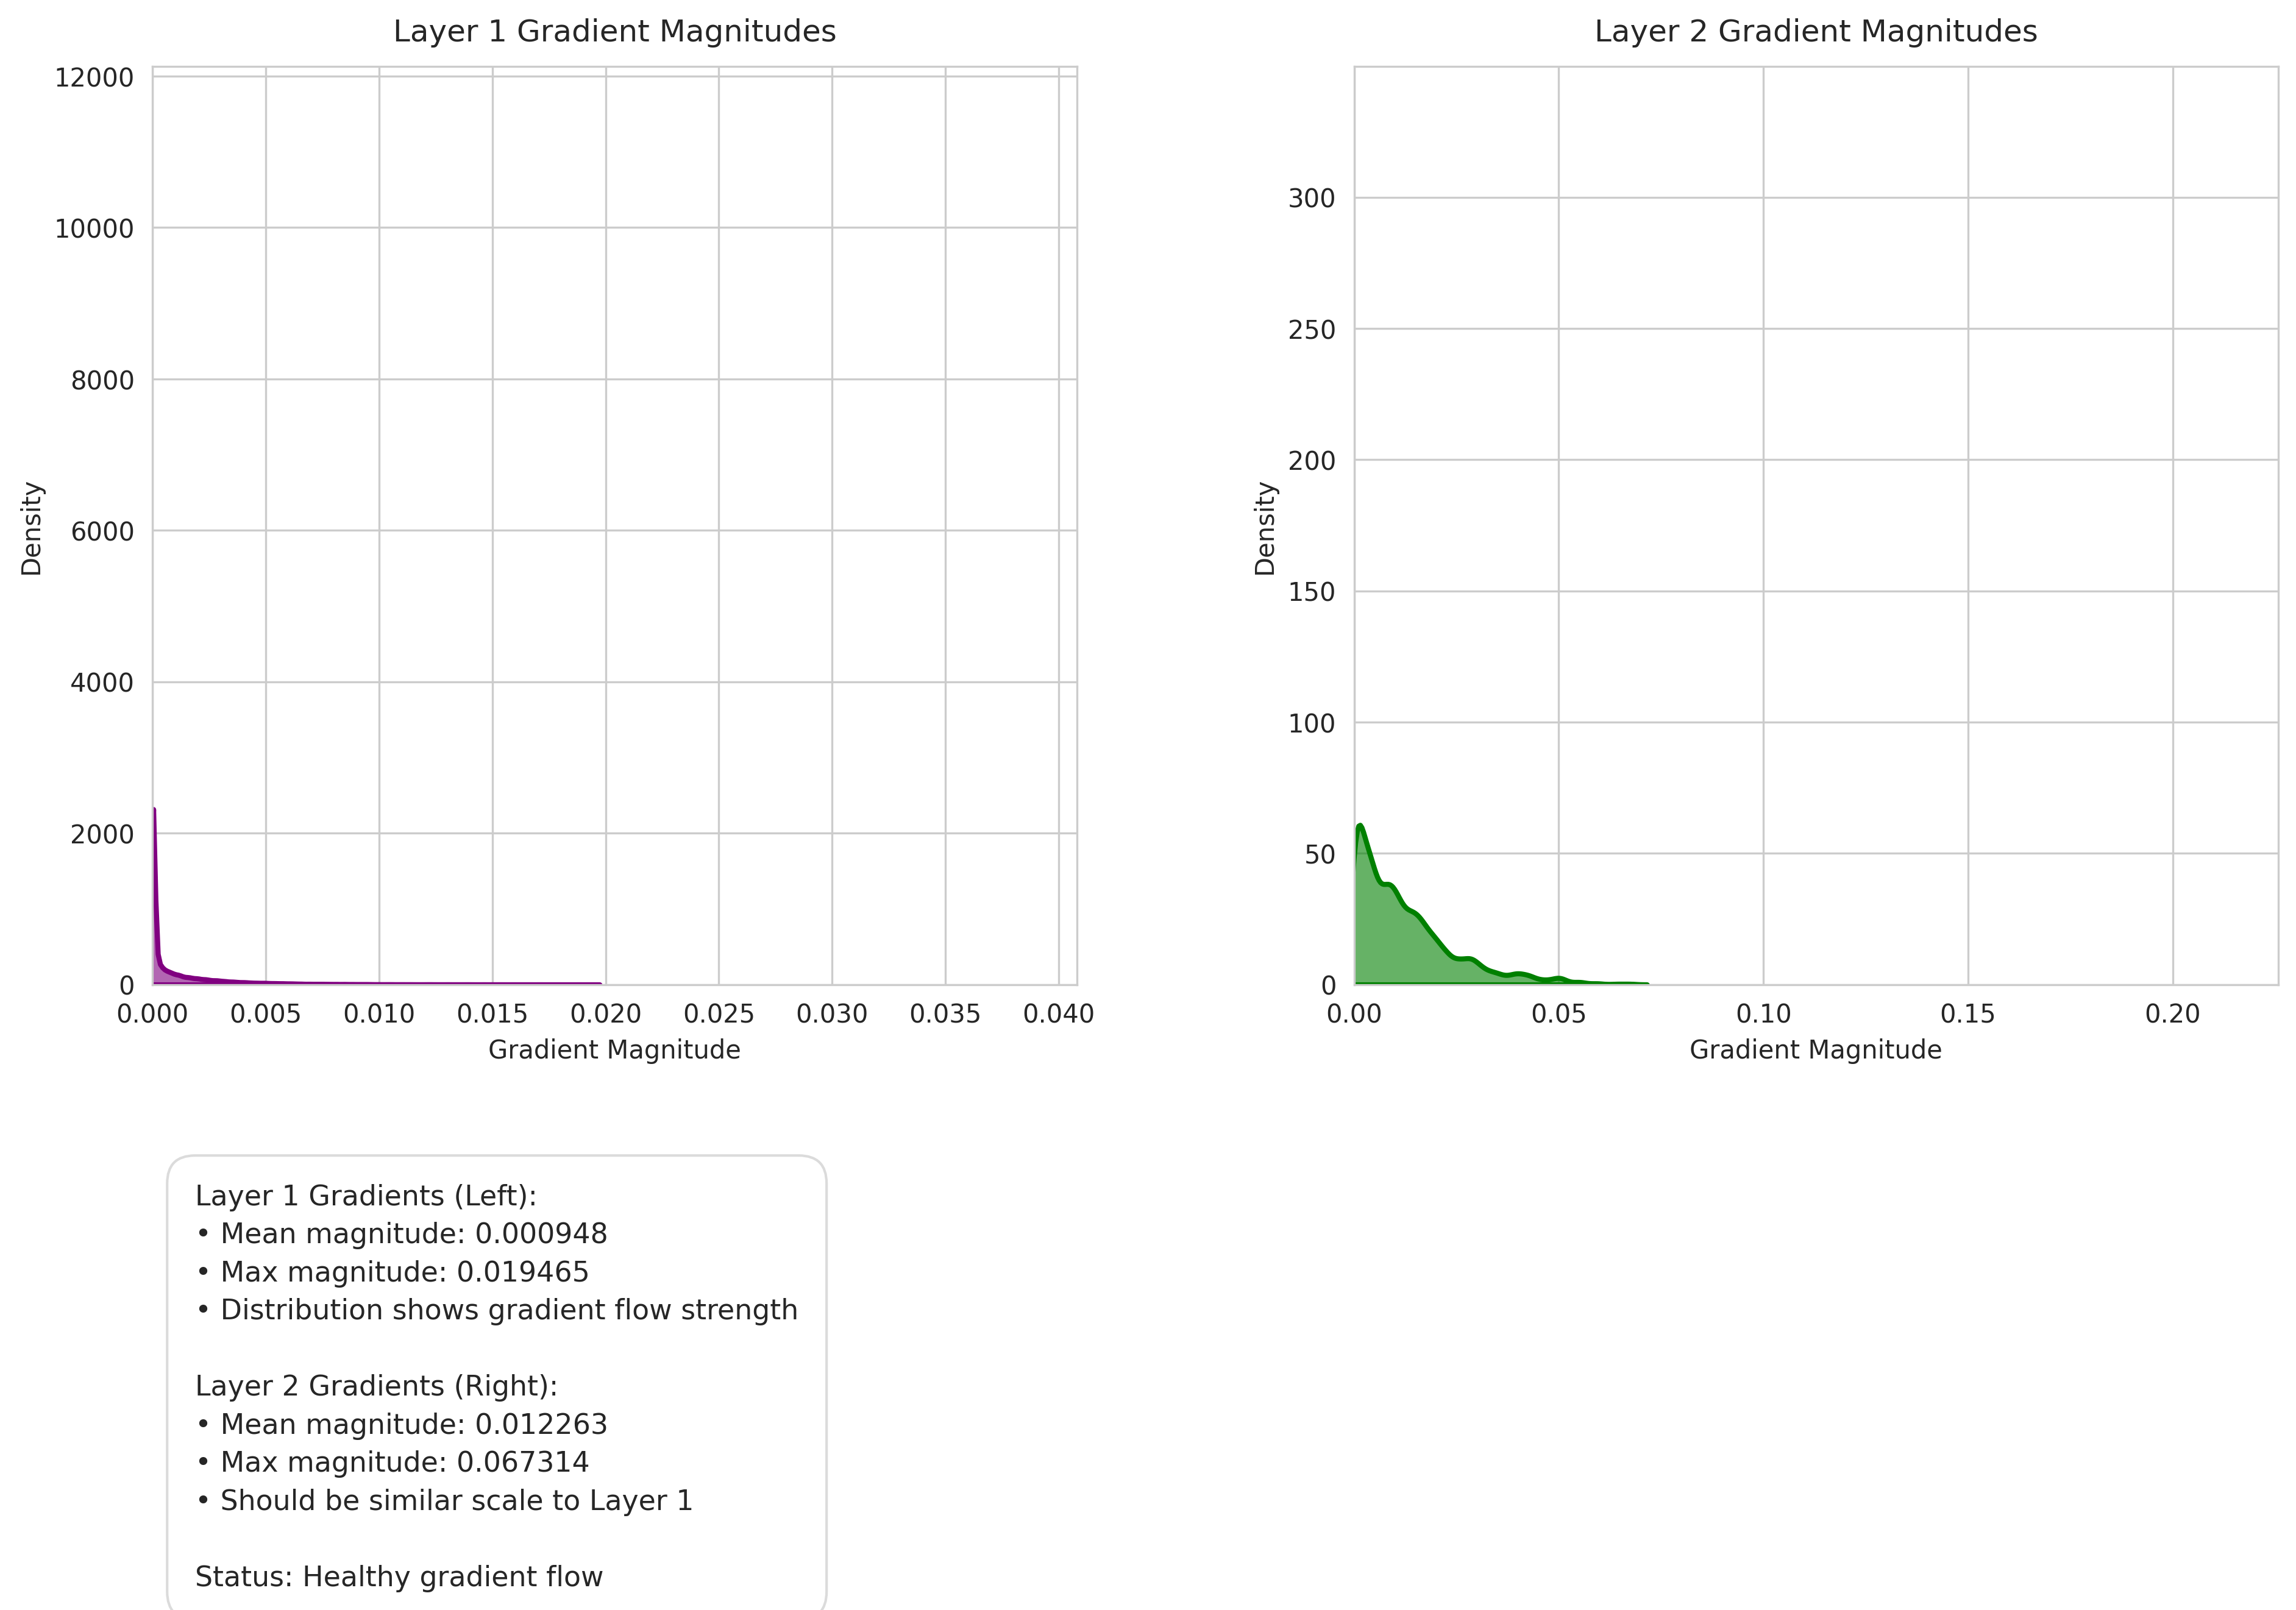 Layer 1 Gradient Magnitudes
12000
10000
8000
6000
4000
2000
0
Density
0.000 0.005 0.010 0.015 0.020 0.025 0.030 0.035 0.040
Gradient Magnitude
Layer 2 Gradient Magnitudes
300
250
200
150
100
50
0
Density
0.00 0.05 0.10 0.15 0.20
Gradient Magnitude
Layer 1 Gradients (Left):
• Mean magnitude: 0.000948
• Max magnitude: 0.019465
• Distribution shows gradient flow strength
Layer 2 Gradients (Right):
• Mean magnitude: 0.012263
• Max magnitude: 0.067314
• Should be similar scale to Layer 1
Status: Healthy gradient flow